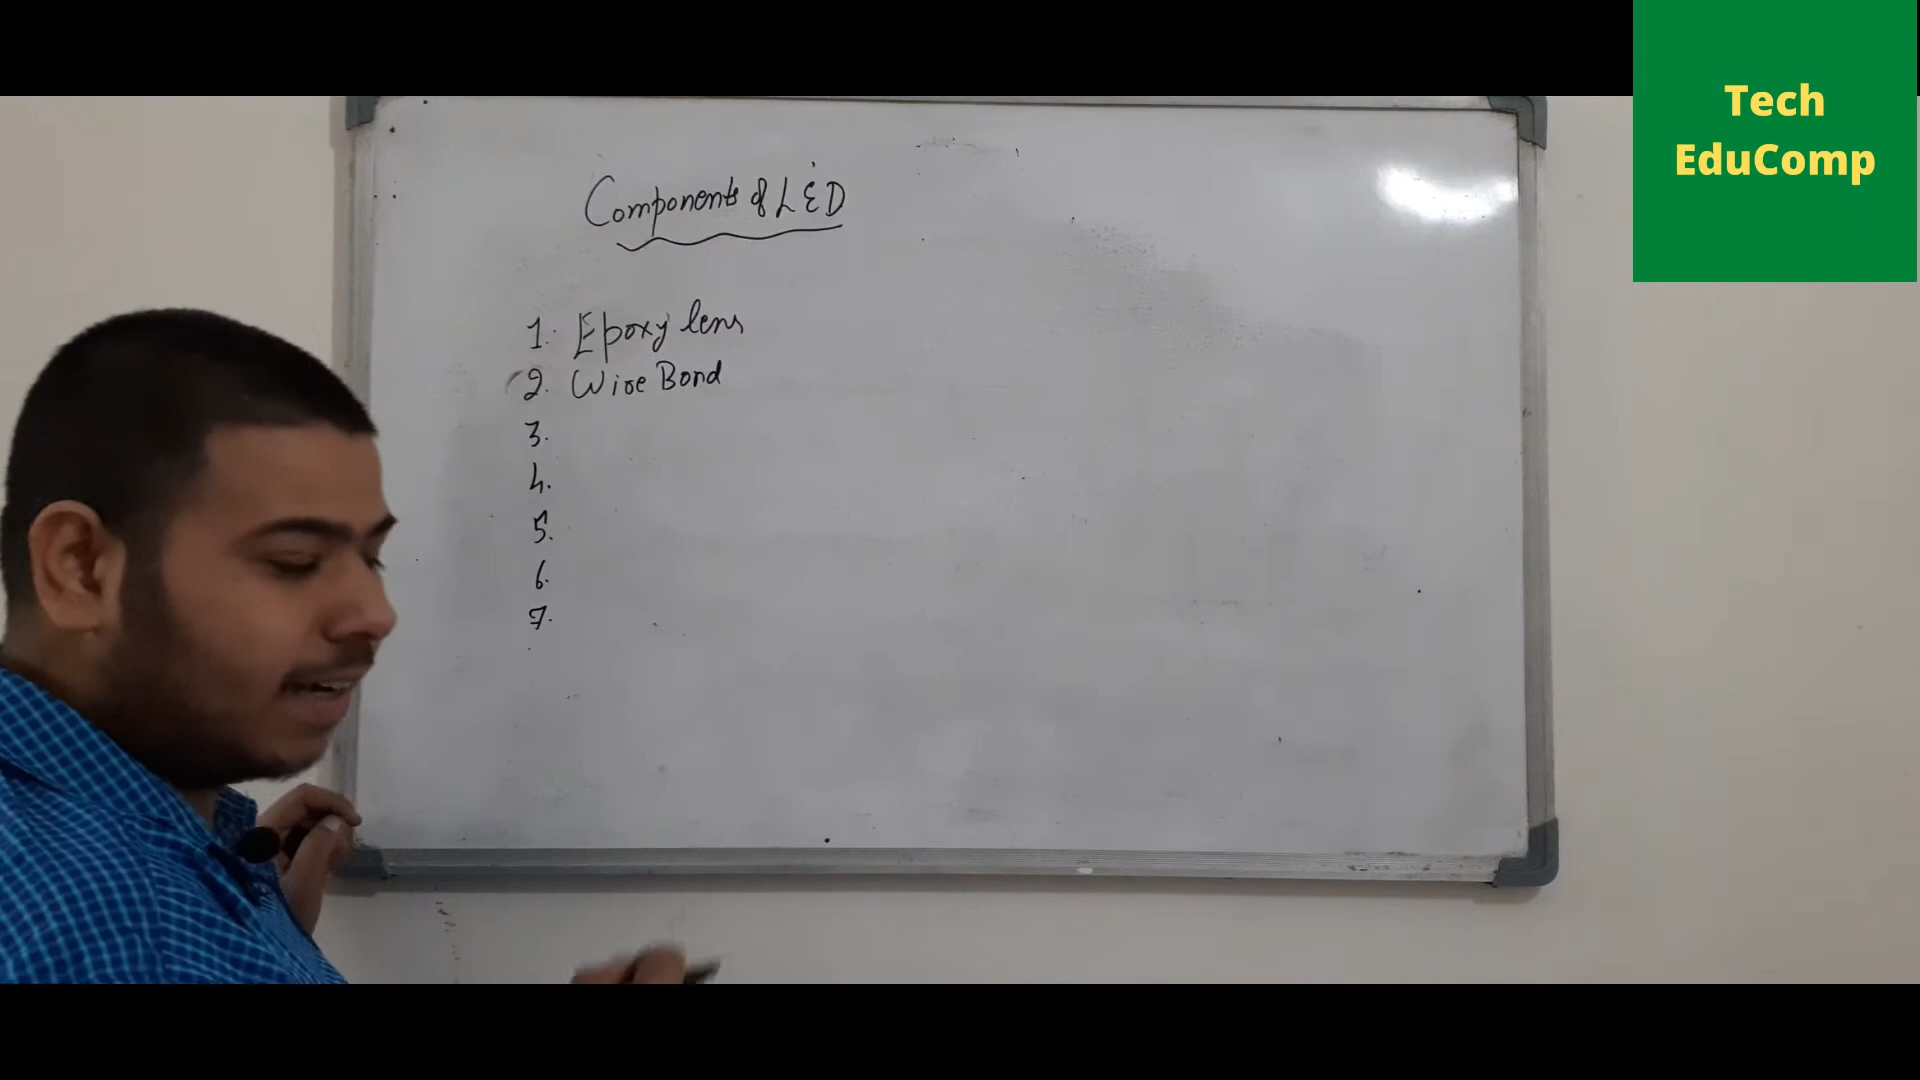 Tech
EduComp
Components of LED
1. Epoxy lens
2. Wire Bond
3.
4.
5.
6.
7.